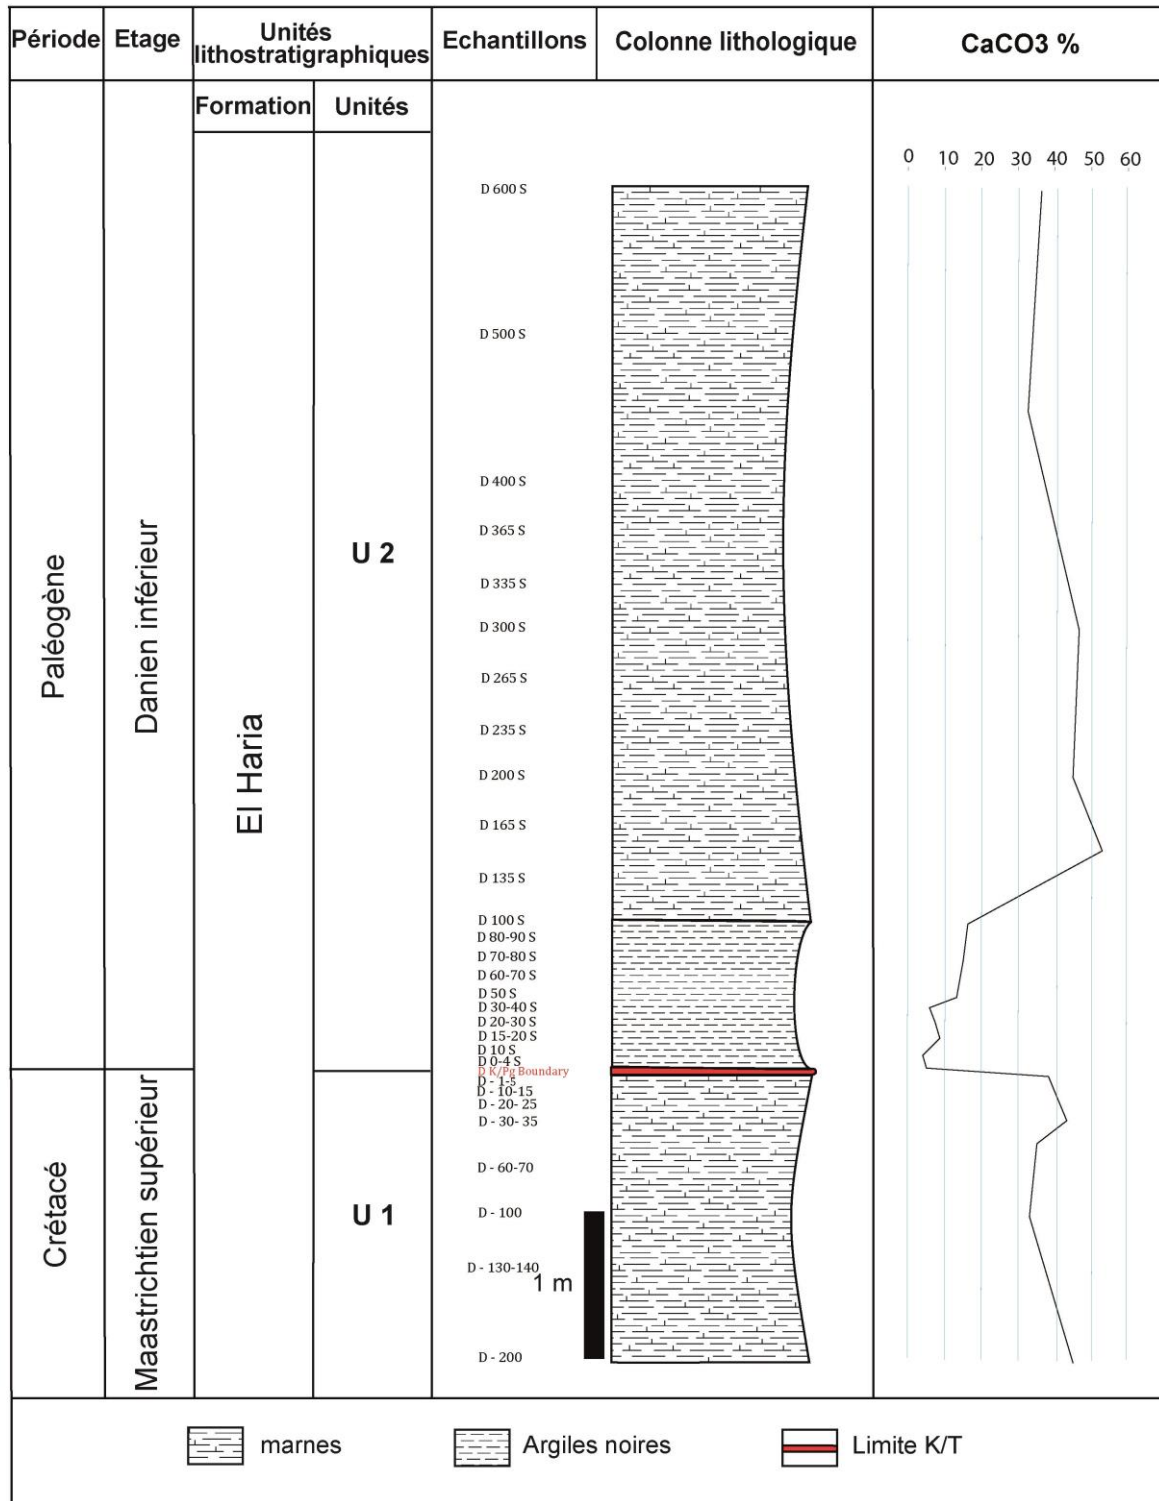 Période
Etage
Unités
lithostratigraphiques
Echantillons
Colonne lithologique
CaCO3 %
Formation
Unités
0 10 20 30 40 50 60
Paléogène
Danien inférieur
El Haria
U 2
D 600 S
D 500 S
D 400 S
D 365 S
D 335 S
D 300 S
D 265 S
D 235 S
D 200 S
D 165 S
D 135 S
D 100 S
D 80-90 S
D 70-80 S
D 60-70 S
D 50 S
D 30-40 S
D 20-30 S
D 15-20 S
D 10 S
D 0-4 S
D K/Pg Boundary
D - 1-5
D - 10-15
D - 20- 25
D - 30- 35
D - 60-70
D - 100
D - 130-140
D - 200
Crétacé
Maastrichtien supérieur
U 1
1 m
marnes
Argiles noires
Limite K/T